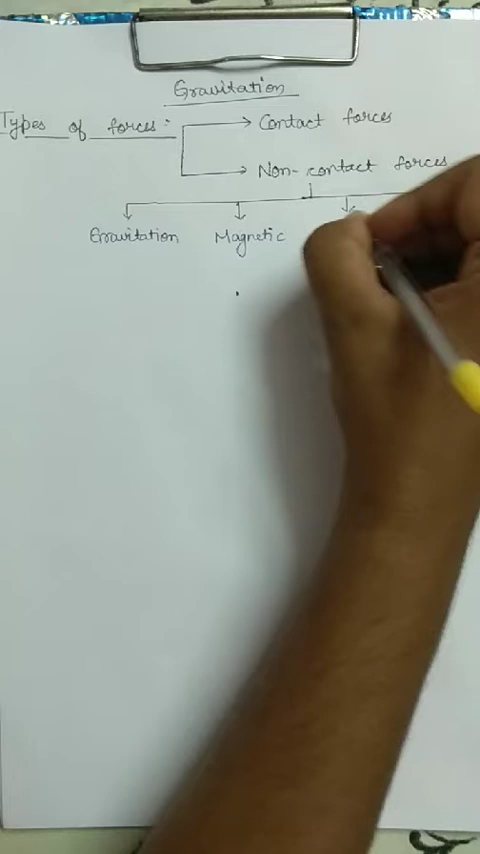 Gravitation
Types of forces:
Contact forces
Non-contact forces
Gravitation Magnetic